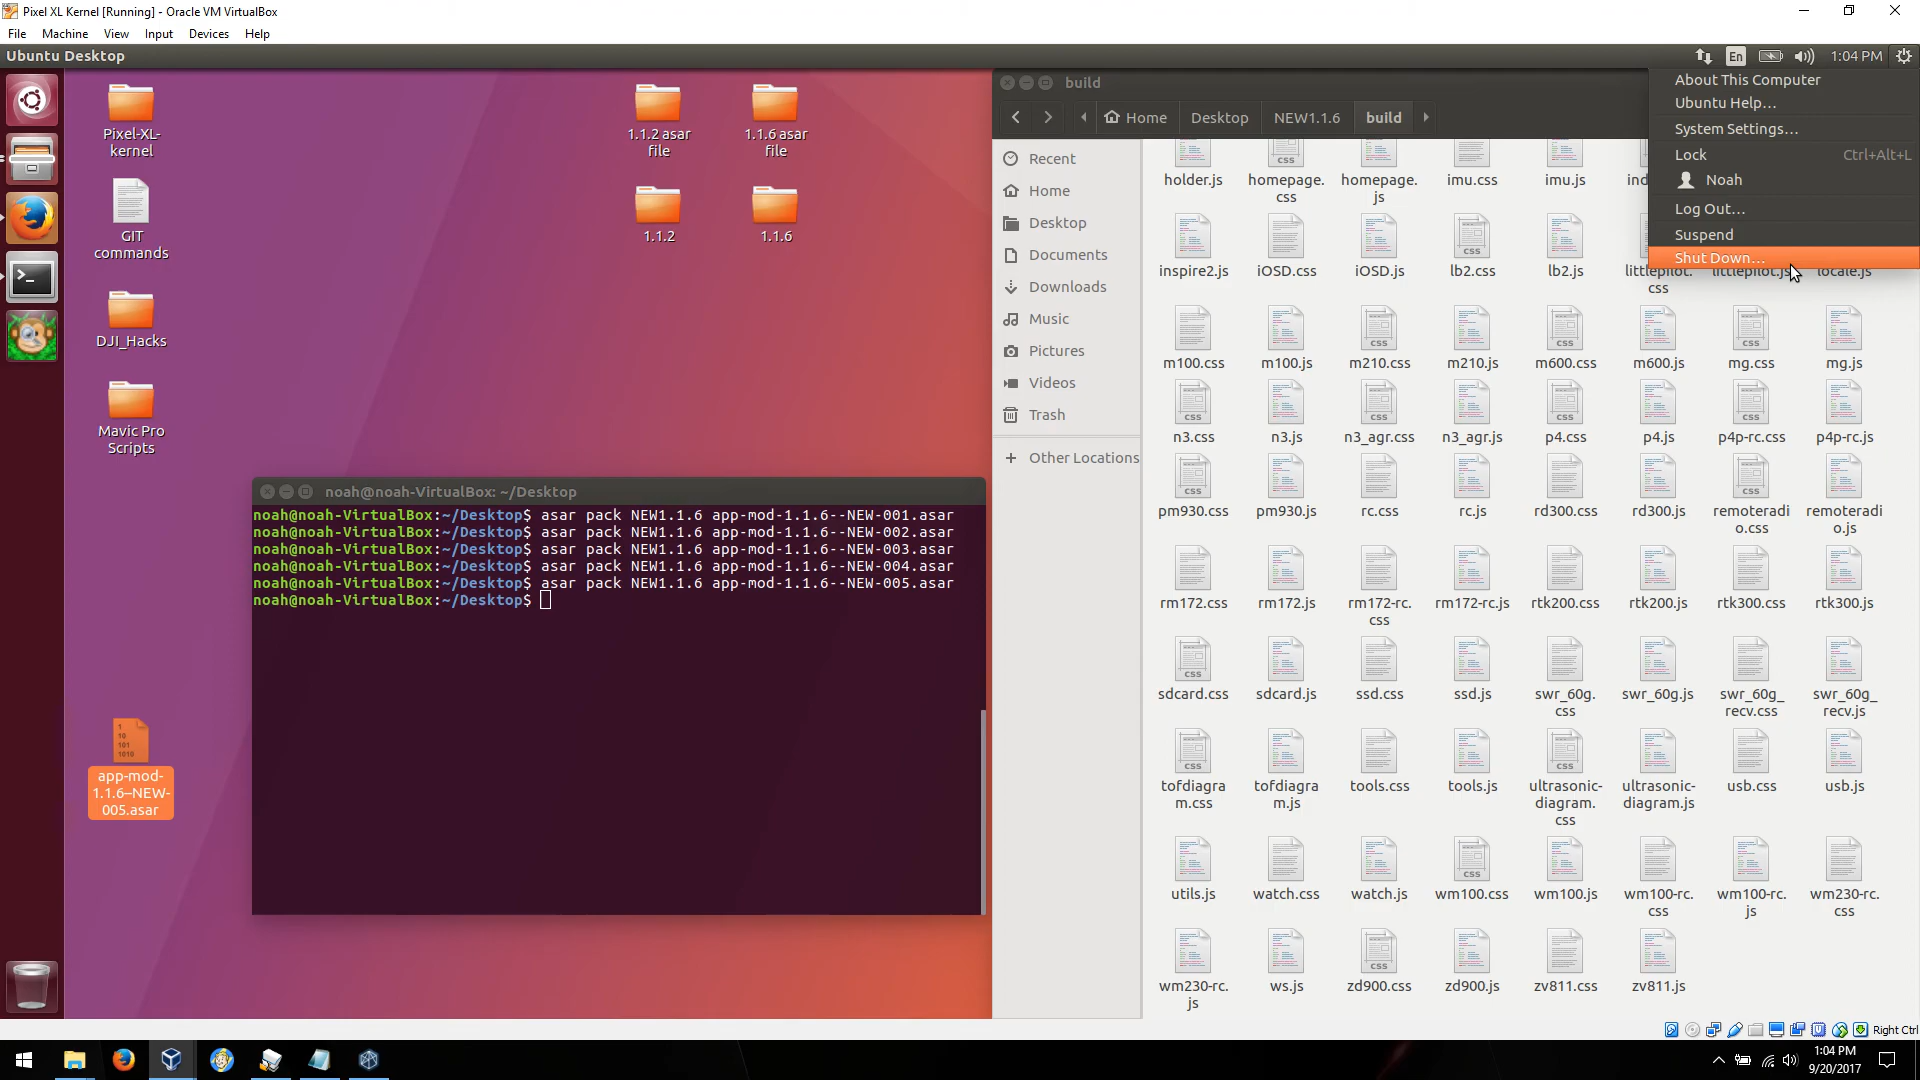 Pixel XL Kernel [Running] - Oracle VM VirtualBox
File Machine View Input Devices Help
Ubuntu Desktop
En
1:04 PM
Pixel-XL-
kernel
GIT
commands
DJI_Hacks
Mavic Pro
Scripts
app-mod-
1.1.6--NEW-
005.asar
1.1.2 asar
file
1.1.6 asar
file
1.1.2
1.1.6
noah@noah-VirtualBox: ~/Desktop
noah@noah-VirtualBox:~/Desktop$ asar pack NEW1.1.6 app-mod-1.1.6--NEW-001.asar
noah@noah-VirtualBox:~/Desktop$ asar pack NEW1.1.6 app-mod-1.1.6--NEW-002.asar
noah@noah-VirtualBox:~/Desktop$ asar pack NEW1.1.6 app-mod-1.1.6--NEW-003.asar
noah@noah-VirtualBox:~/Desktop$ asar pack NEW1.1.6 app-mod-1.1.6--NEW-004.asar
noah@noah-VirtualBox:~/Desktop$ asar pack NEW1.1.6 app-mod-1.1.6--NEW-005.asar
noah@noah-VirtualBox:~/Desktop$
build
Home Desktop NEW1.1.6 build
Recent
Home
Desktop
Documents
Downloads
Music
Pictures
Videos
Trash
Other Locations
About This Computer
Ubuntu Help...
System Settings...
Lock Ctrl+Alt+L
Noah
Log Out...
Suspend
Shut Down...
holder.js
homepage.
css
homepage.
js
imu.css
imu.js
inspire2.js
iOSD.css
iOSD.js
lb2.css
lb2.js
littlepilot.
css
littlepilot.js
locale.js
m100.css
m100.js
m210.css
m210.js
m600.css
m600.js
mg.css
mg.js
n3.css
n3.js
n3_agr.css
n3_agr.js
p4.css
p4.js
p4p-rc.css
p4p-rc.js
pm930.css
pm930.js
rc.css
rc.js
rd300.css
rd300.js
remoteradi
o.css
remoteradi
o.js
rm172.css
rm172.js
rm172-rc.
css
rm172-rc.js
rtk200.css
rtk200.js
rtk300.css
rtk300.js
sdcard.css
sdcard.js
ssd.css
ssd.js
swr_60g.
css
swr_60g.js
swr_60g_
recv.css
swr_60g_
recv.js
tofdiagra
m.css
tofdiagra
m.js
tools.css
tools.js
ultrasonic-
diagram.
css
ultrasonic-
diagram.js
usb.css
usb.js
utils.js
watch.css
watch.js
wm100.css
wm100.js
wm100-rc.
css
wm100-rc.
js
wm230-rc.
css
wm230-rc.
js
ws.js
zd900.css
zd900.js
zv811.css
zv811.js
Right Ctrl
1:04 PM
9/20/2017